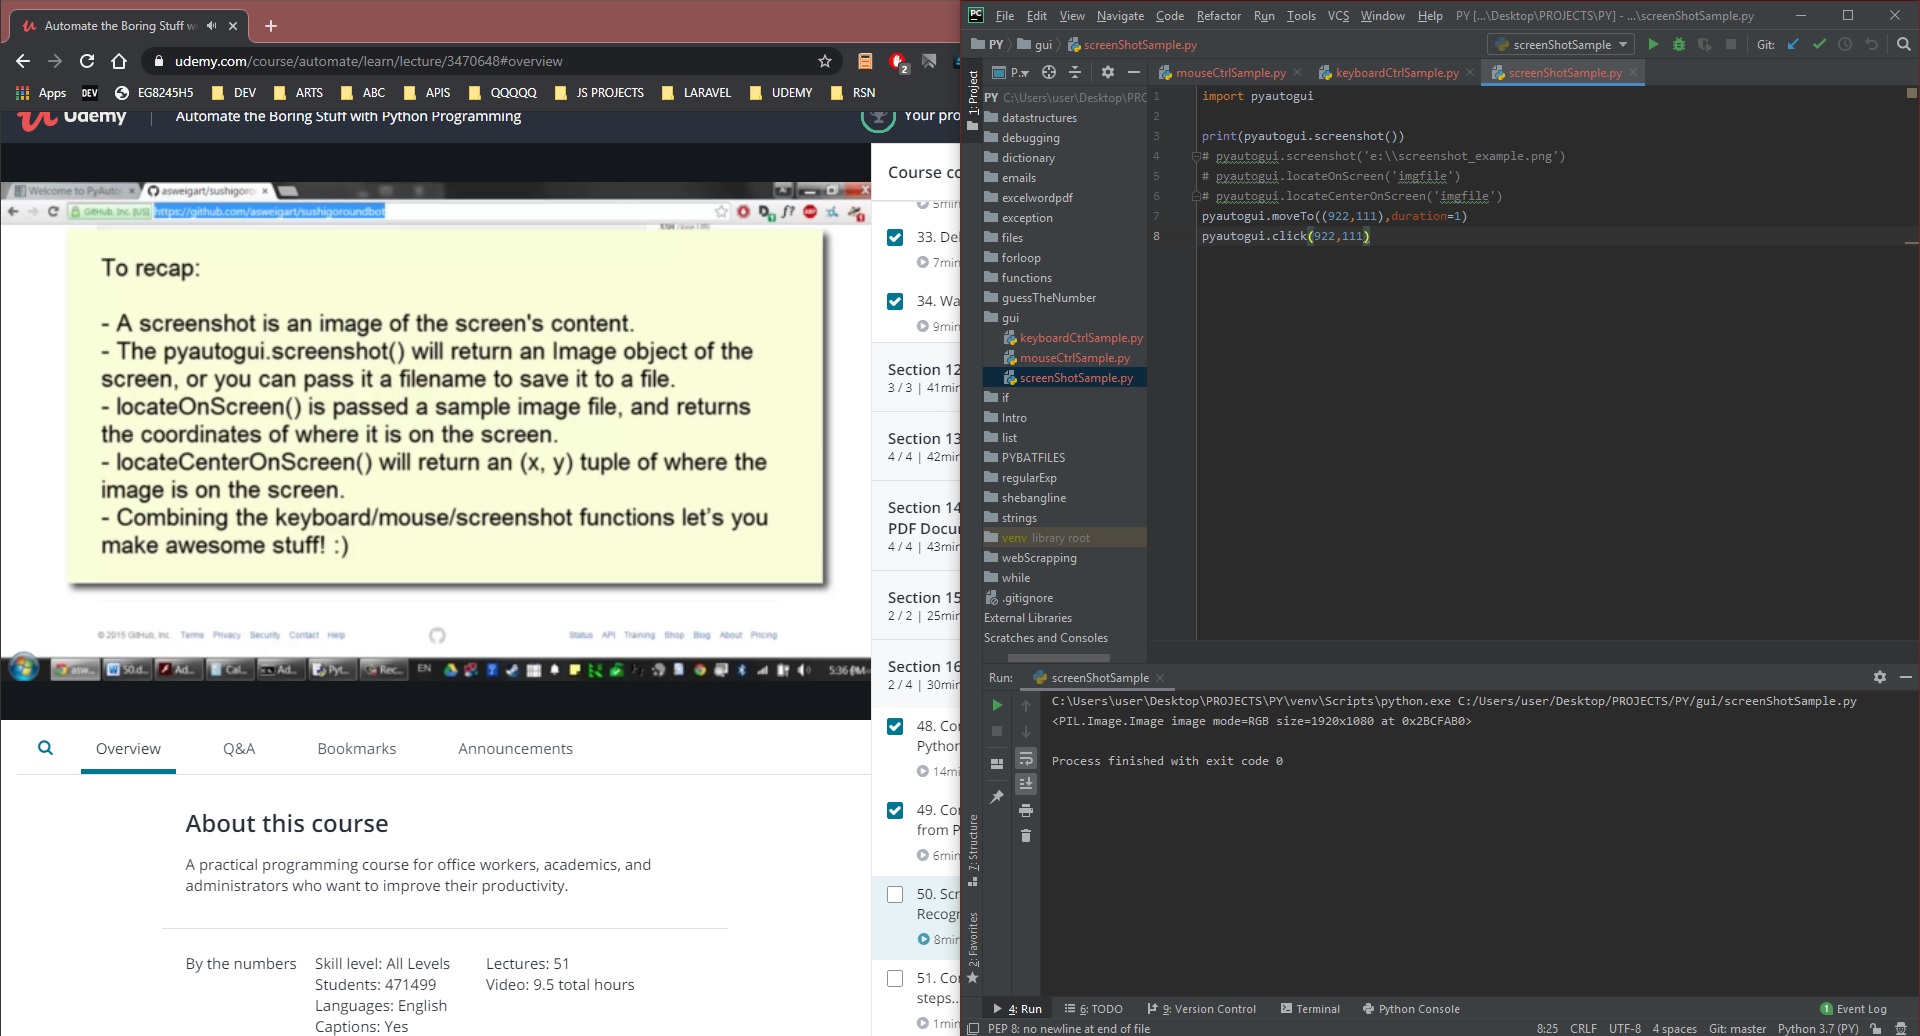 Automate the Boring Stuff w
udemy.com/course/automate/learn/lecture/3470648#overview
2
Apps
DEV
EG8245H5
DEV
ARTS
ABC
APIS
QQQQQ
JS PROJECTS
LARAVEL
UDEMY
RSN
Udemy
Automate the Boring Stuff with Python Programming
Your pro
Welcome to PyAuto
asweigart/sushigoro
GitHub, Inc. [US]
https://github.com/asweigart/sushigoroundbot
To recap:
- A screenshot is an image of the screen's content.
- The pyautogui.screenshot() will return an Image object of the
screen, or you can pass it a filename to save it to a file.
- locateOnScreen() is passed a sample image file, and returns
the coordinates of where it is on the screen.
- locateCenterOnScreen() will return an (x, y) tuple of where the
image is on the screen.
- Combining the keyboard/mouse/screenshot functions let's you
make awesome stuff! :)
© 2015 GitHub, Inc. Terms Privacy Security Contact Help
Status API Training Shop Blog About Pricing
asw...
50.d...
Ad...
Cal...
Ad...
Pyt...
Rec...
EN
5:36 PM
Course co
5min
33. De
7min
34. Wa
9min
Section 12
3 / 3 | 41min
Section 13
4 / 4 | 42min
Section 14
PDF Docu
4 / 4 | 43min
Section 15
2 / 2 | 25min
Section 16
2 / 4 | 30min
48. Con
Python
14min
49. Con
from P
6min
50. Scr
Recogn
8min
51. Con
steps..
1min
Overview
Q&A
Bookmarks
Announcements
About this course
A practical programming course for office workers, academics, and
administrators who want to improve their productivity.
By the numbers
Skill level: All Levels
Students: 471499
Languages: English
Captions: Yes
Lectures: 51
Video: 9.5 total hours
PC
File Edit View Navigate Code Refactor Run Tools VCS Window Help
PY [...\Desktop\PROJECTS\PY] - ...\screenShotSample.py
PY
gui
screenShotSample.py
screenShotSample
Git:
1: Project
P..
mouseCtrlSample.py
keyboardCtrlSample.py
screenShotSample.py
PY C:\Users\user\Desktop\PRO
datastructures
debugging
dictionary
emails
excelwordpdf
exception
files
forloop
functions
guessTheNumber
gui
keyboardCtrlSample.py
mouseCtrlSample.py
screenShotSample.py
if
Intro
list
PYBATFILES
regularExp
shebangline
strings
venv library root
webScrapping
while
.gitignore
External Libraries
Scratches and Consoles
1 import pyautogui
2
3 print(pyautogui.screenshot())
4 # pyautogui.screenshot('e:\\screenshot_example.png')
5 # pyautogui.locateOnScreen('imgfile')
6 # pyautogui.locateCenterOnScreen('imgfile')
7 pyautogui.moveTo((922,111),duration=1)
8 pyautogui.click(922,111)
Run:
screenShotSample
C:\Users\user\Desktop\PROJECTS\PY\venv\Scripts\python.exe C:/Users/user/Desktop/PROJECTS/PY/gui/screenShotSample.py
<PIL.Image.Image image mode=RGB size=1920x1080 at 0x2BCFAB0>
Process finished with exit code 0
7: Structure
2: Favorites
4: Run
6: TODO
9: Version Control
Terminal
Python Console
1 Event Log
PEP 8: no newline at end of file
8:25 CRLF UTF-8 4 spaces Git: master Python 3.7 (PY)